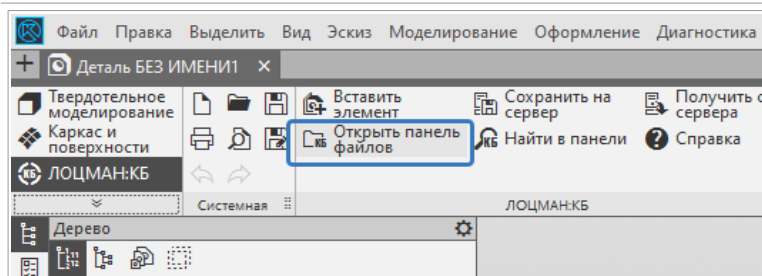 Файл Правка Выделить Вид Эскиз Моделирование Оформление Диагностика
Деталь БЕЗ ИМЕНИ1
Твердотельное моделирование
Каркас и поверхности
ЛОЦМАН:КБ
Системная
Вставить элемент
Открыть панель файлов
Сохранить на сервер
Найти в панели
Получить с сервера
Справка
ЛОЦМАН:КБ
Дерево